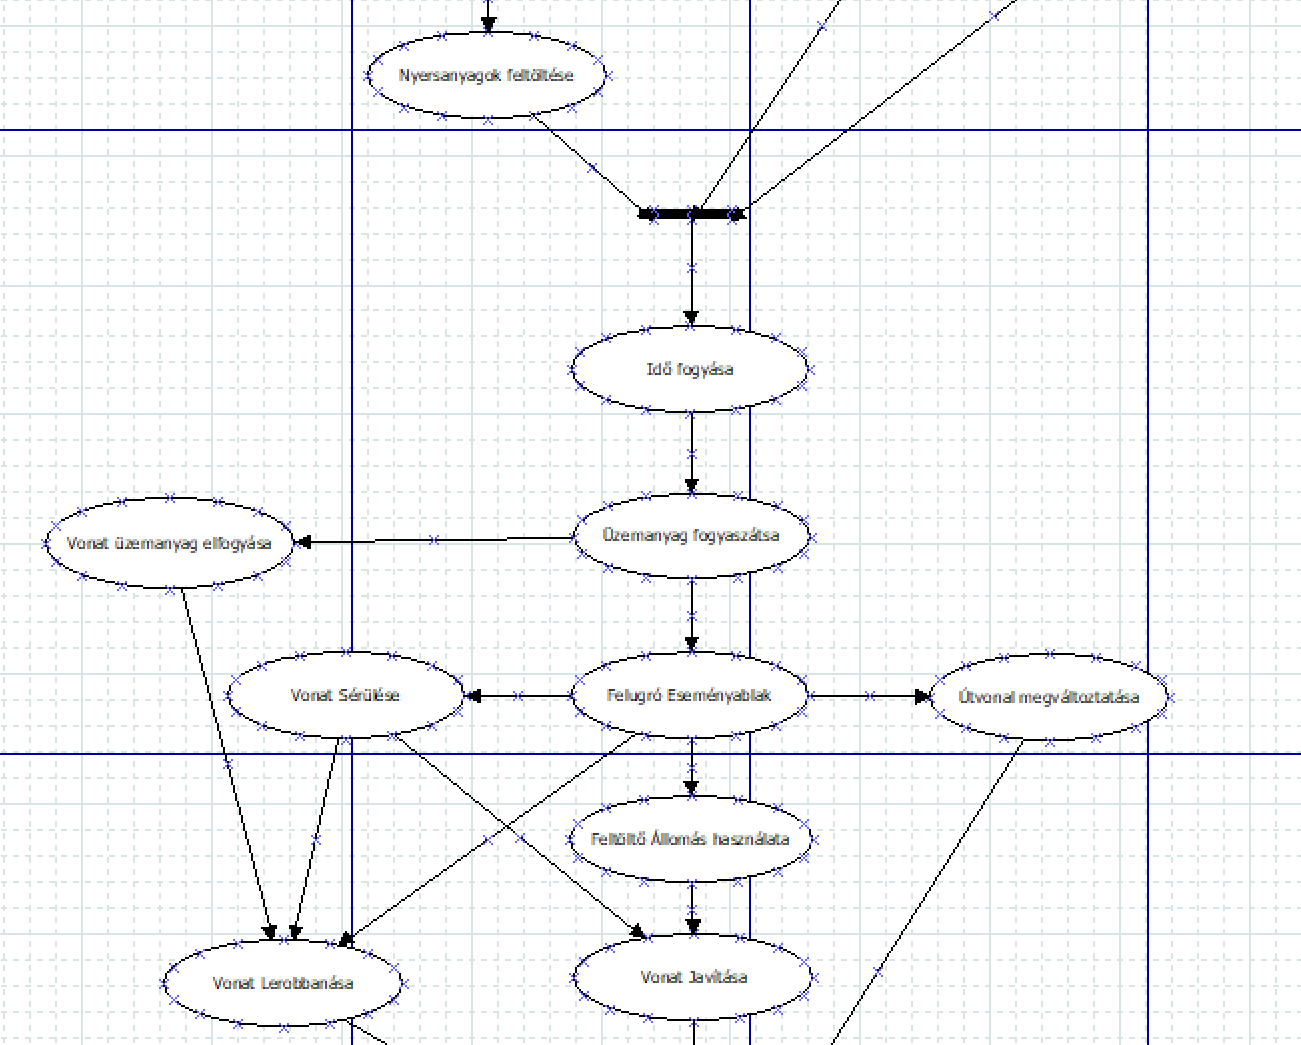 Nyersanyagok feltöltése
Idő fogyása
Üzemanyag fogyaszátsa
Vonat üzemanyag elfogyása
Vonat Sérülése
Felugró Eseményablak
Útvonal megváltoztatása
Feltöltő Állomás használata
Vonat Lerobbanása
Vonat Javítása